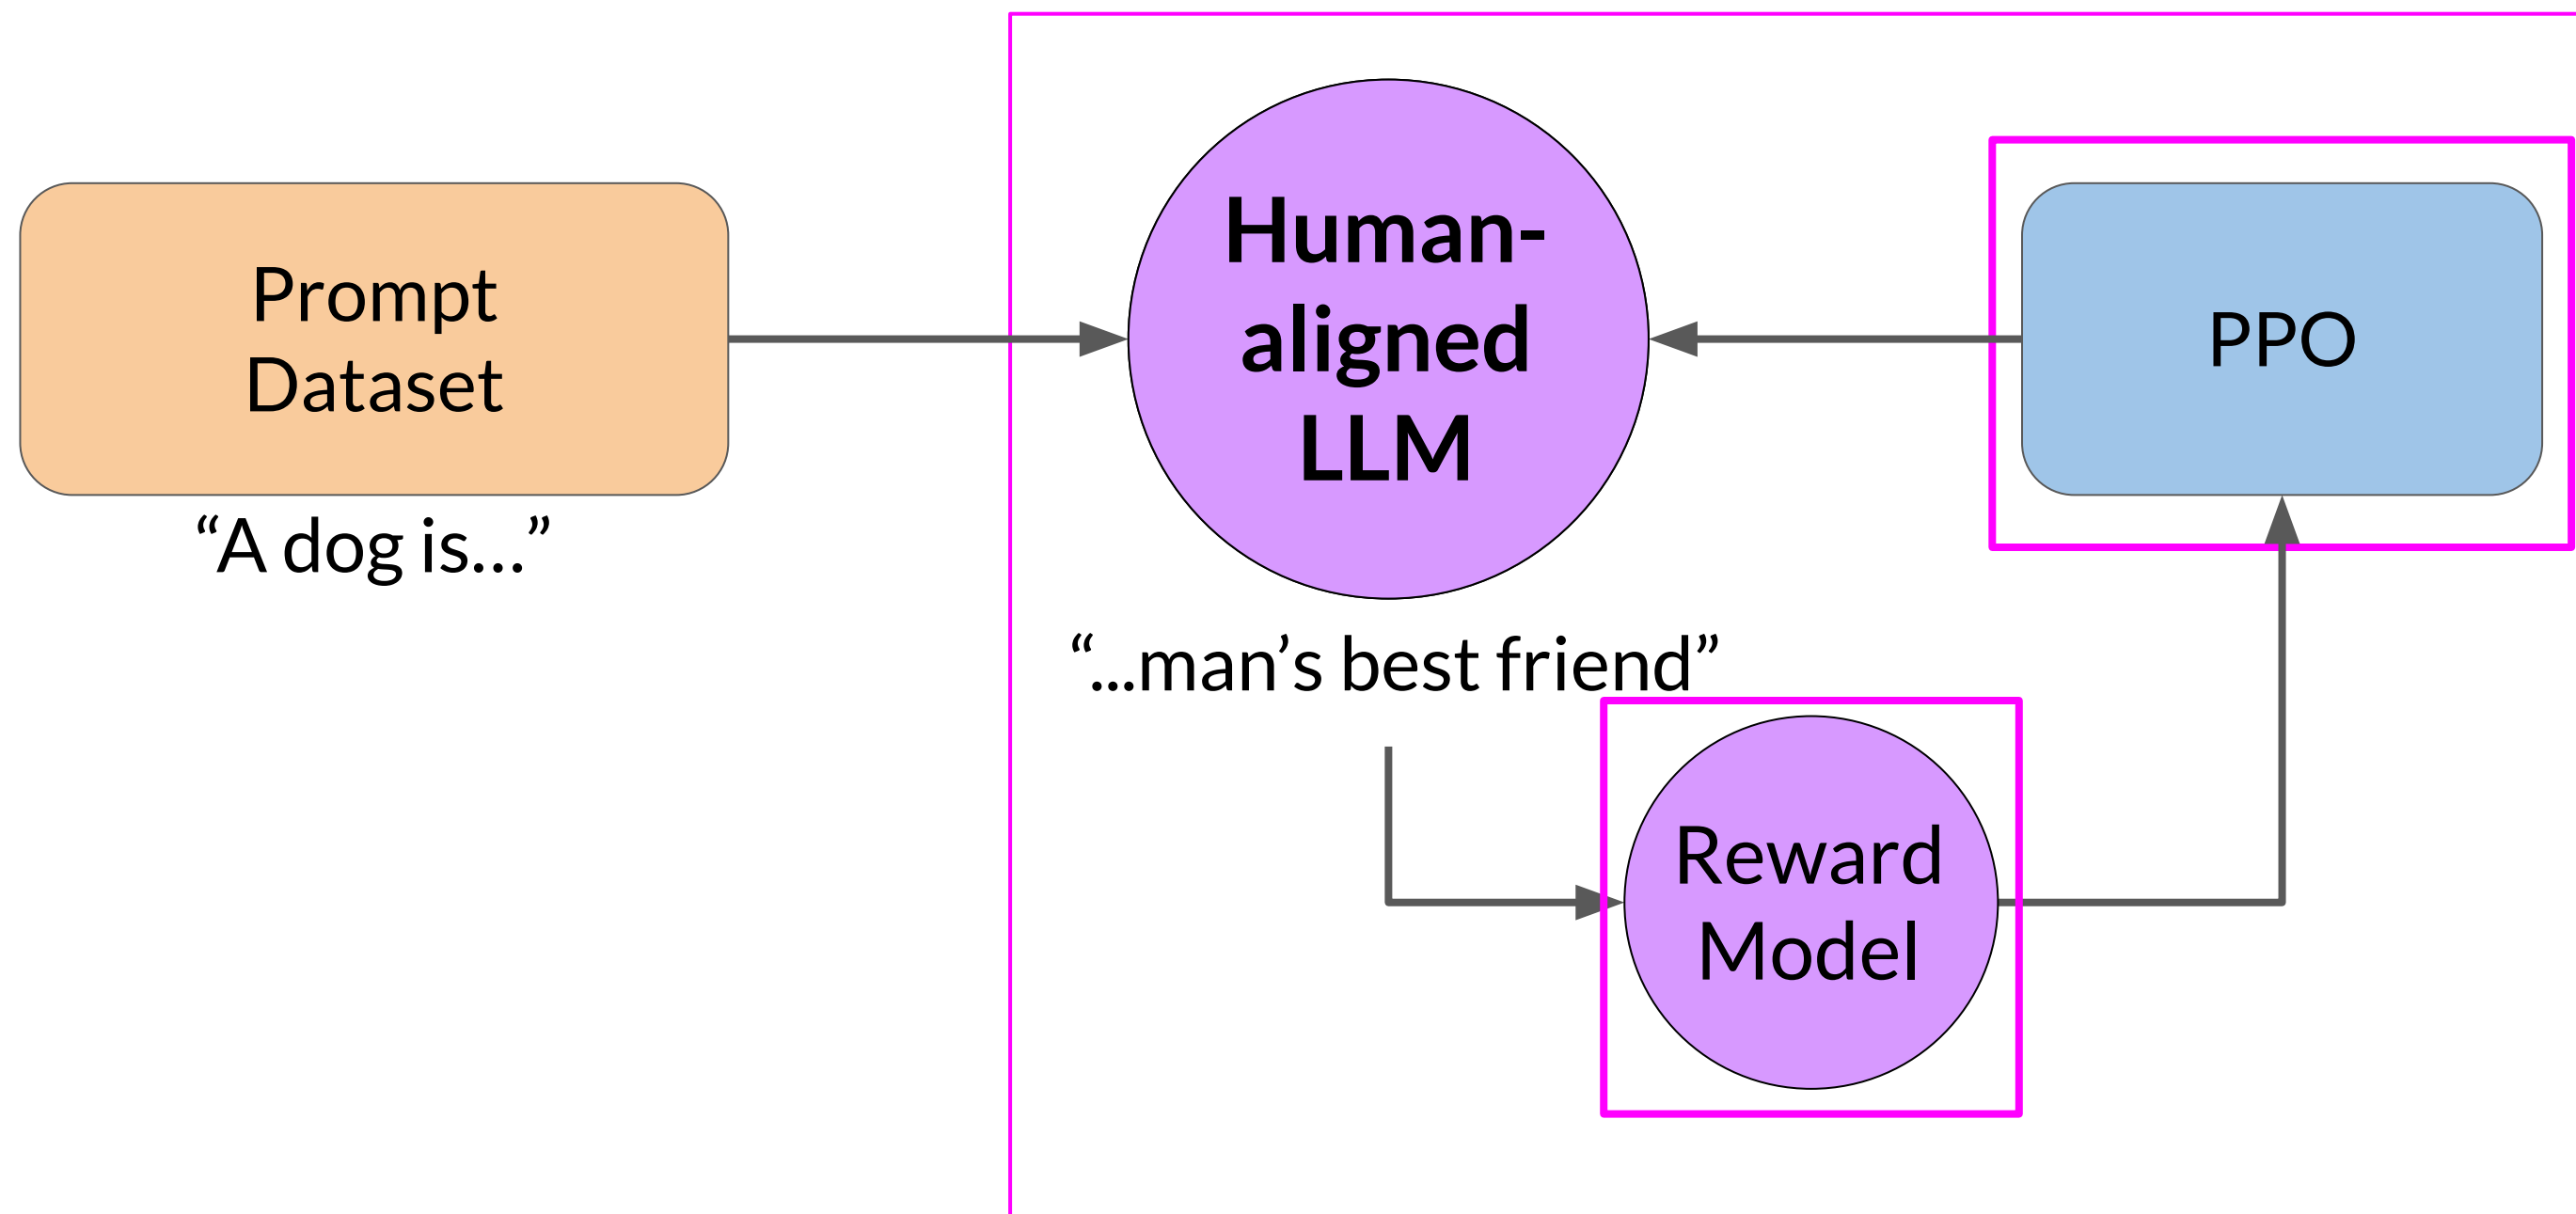 Prompt
Dataset
“A dog is...”
Human-
aligned
LLM
“...man’s best friend”
PPO
Reward
Model